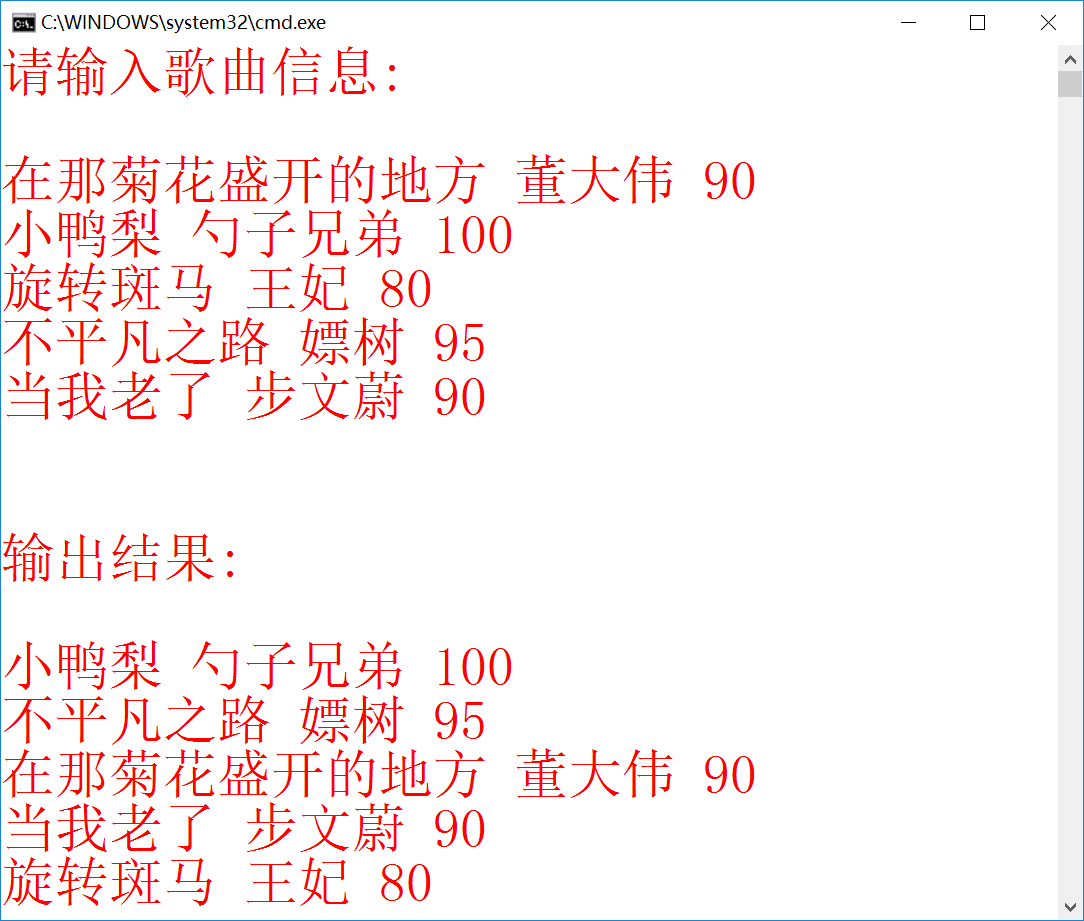 C:\WINDOWS\system32\cmd.exe
请输入歌曲信息:
在那菊花盛开的地方 董大伟 90
小鸭梨 勺子兄弟 100
旋转斑马 王妃 80
不平凡之路 嫖树 95
当我老了 步文蔚 90
输出结果:
小鸭梨 勺子兄弟 100
不平凡之路 嫖树 95
在那菊花盛开的地方 董大伟 90
当我老了 步文蔚 90
旋转斑马 王妃 80